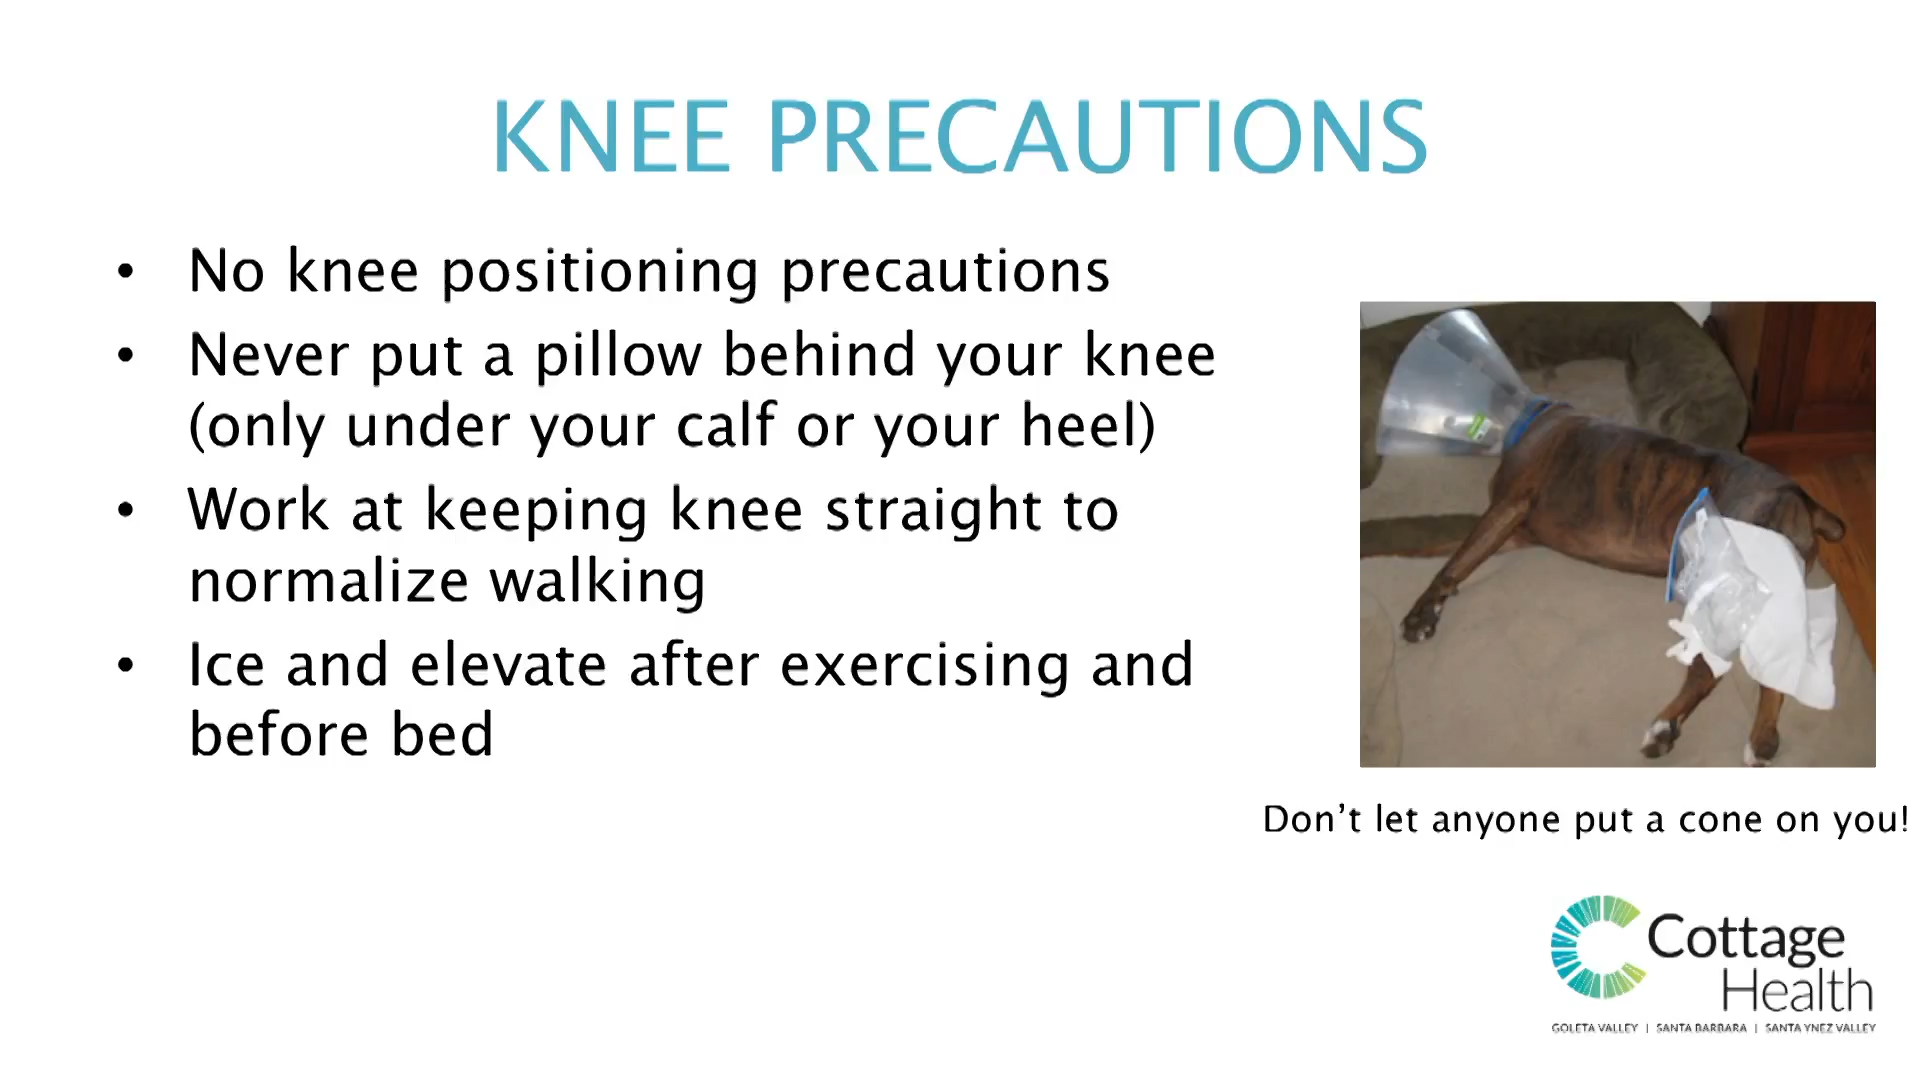 KNEE PRECAUTIONS
• No knee positioning precautions
• Never put a pillow behind your knee
(only under your calf or your heel)
• Work at keeping knee straight to
normalize walking
• Ice and elevate after exercising and
before bed
Don’t let anyone put a cone on you!
Cottage
Health
GOLETA VALLEY | SANTA BARBARA | SANTA YNEZ VALLEY